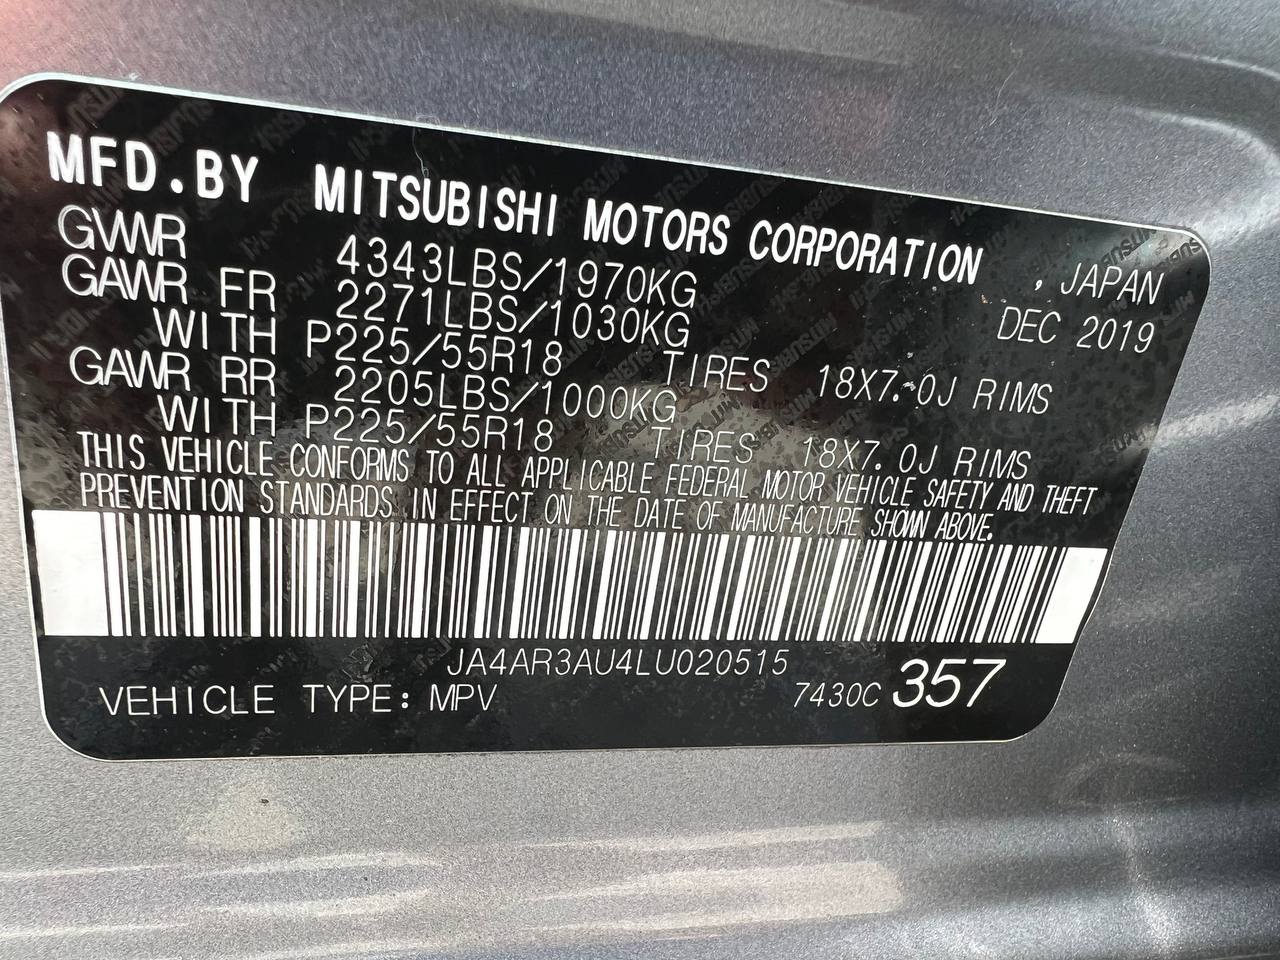 MFD.BY MITSUBISHI MOTORS CORPORATION , JAPAN
GVWR 4343LBS/1970KG DEC 2019
GAWR FR 2271LBS/1030KG
WITH P225/55R18 TIRES 18X7.0J RIMS
GAWR RR 2205LBS/1000KG
WITH P225/55R18 TIRES 18X7.0J RIMS
THIS VEHICLE CONFORMS TO ALL APPLICABLE FEDERAL MOTOR VEHICLE SAFETY AND THEFT
PREVENTION STANDARDS IN EFFECT ON THE DATE OF MANUFACTURE SHOWN ABOVE.
JA4AR3AU4LU020515
VEHICLE TYPE: MPV 7430C 357